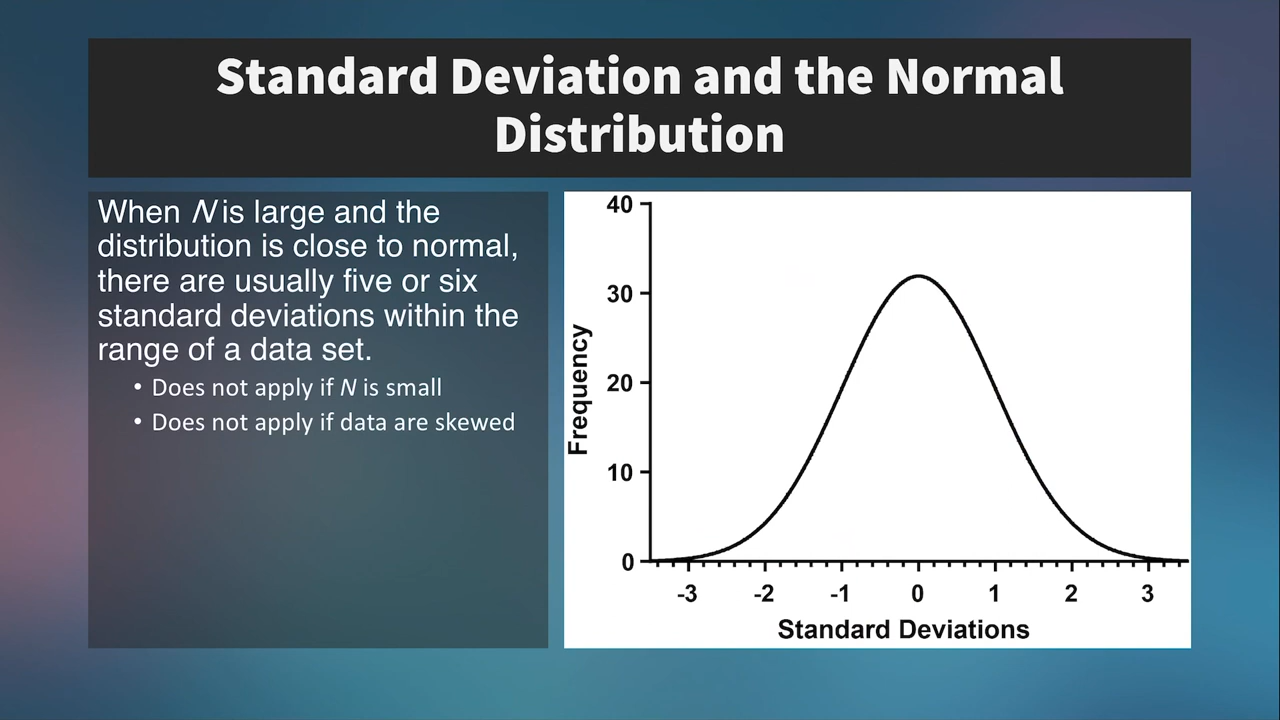 Standard Deviation and the Normal
Distribution
When N is large and the
distribution is close to normal,
there are usually five or six
standard deviations within the
range of a data set.
• Does not apply if N is small
• Does not apply if data are skewed
40
30
20
10
0
Frequency
-3 -2 -1 0 1 2 3
Standard Deviations